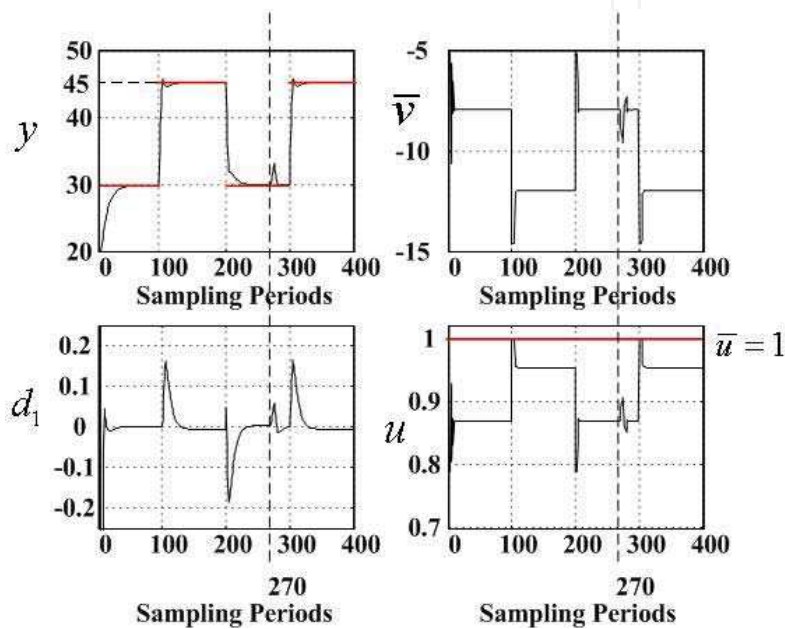 50
45
40
30
20
y
0 100 200 300 400
Sampling Periods
-5
-10
-15
v̅
0 100 200 300 400
Sampling Periods
0.2
0.1
0
-0.1
-0.2
d₁
0 100 200 300 400
270
Sampling Periods
1
0.9
0.8
0.7
u
u̅ = 1
0 100 200 300 400
270
Sampling Periods